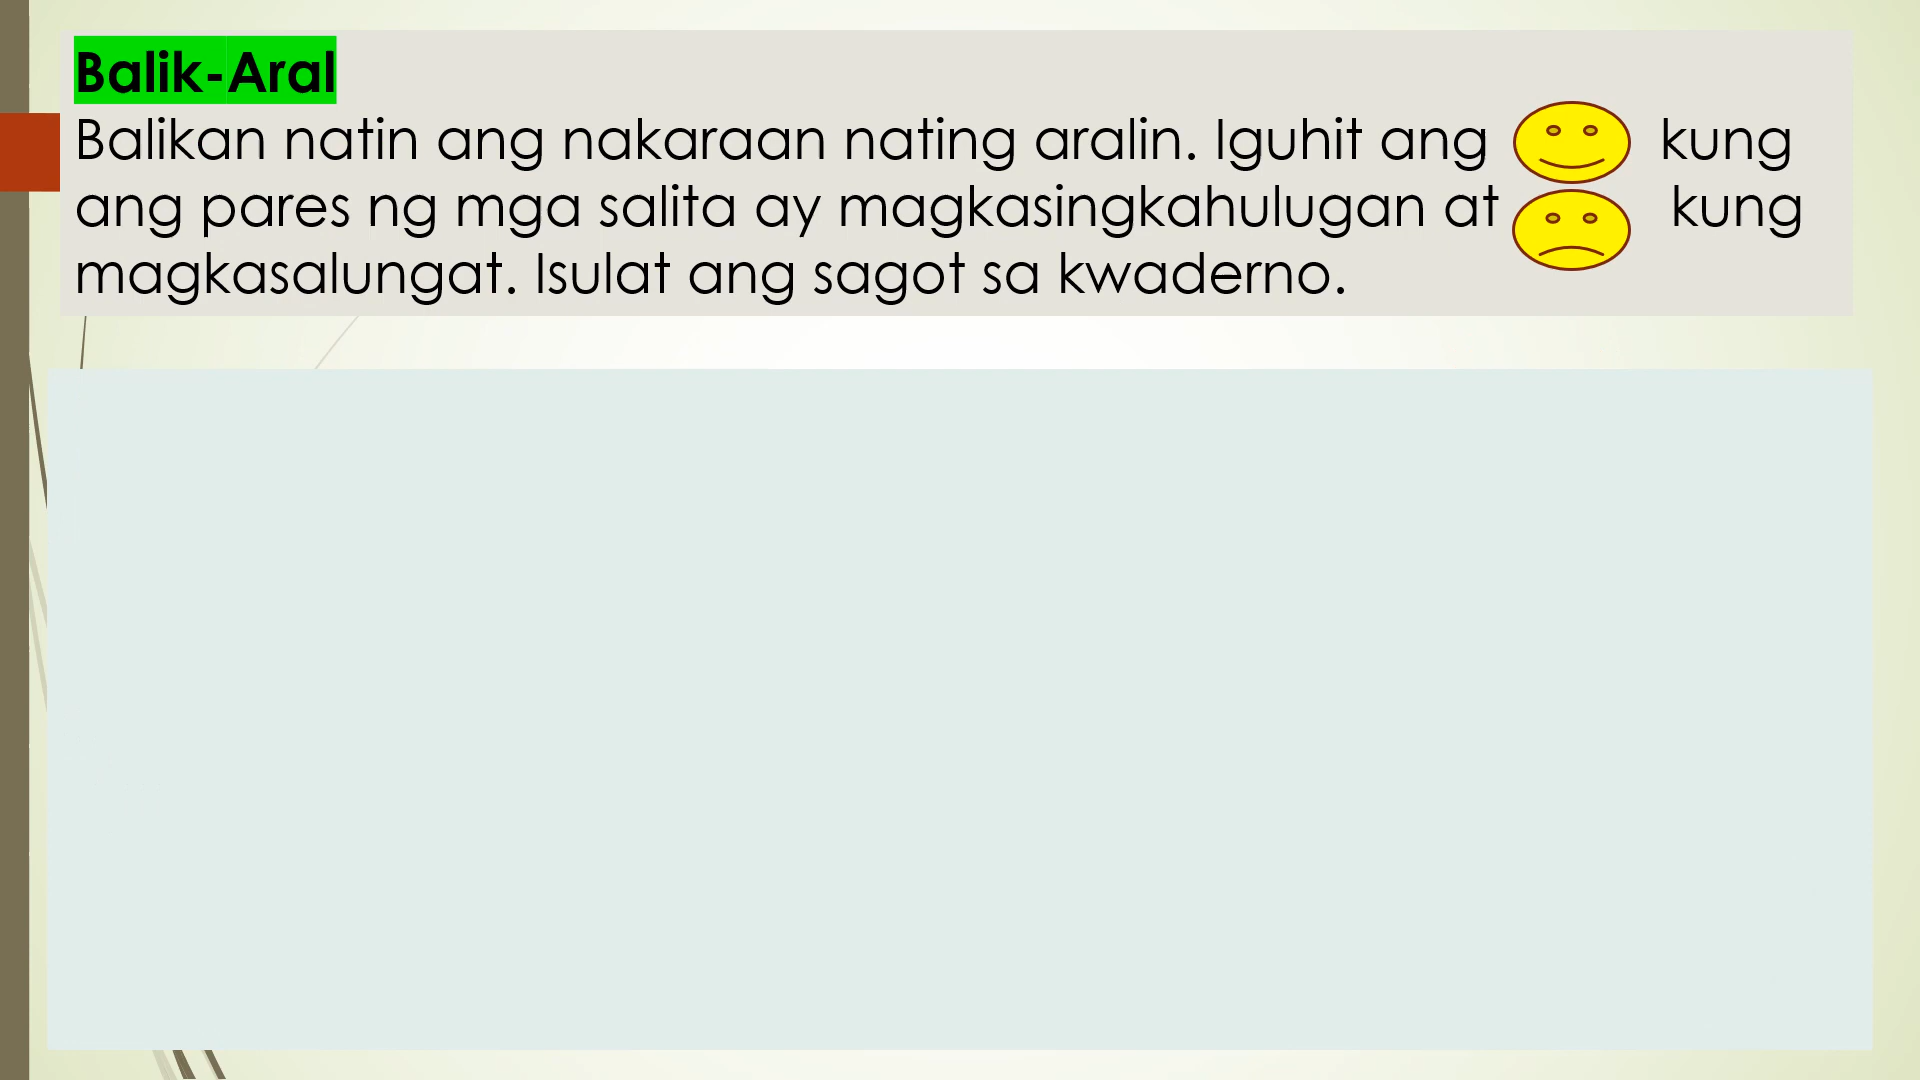 Balik-Aral
Balikan natin ang nakaraan nating aralin. Iguhit ang kung
ang pares ng mga salita ay magkasingkahulugan at kung
magkasalungat. Isulat ang sagot sa kwaderno.